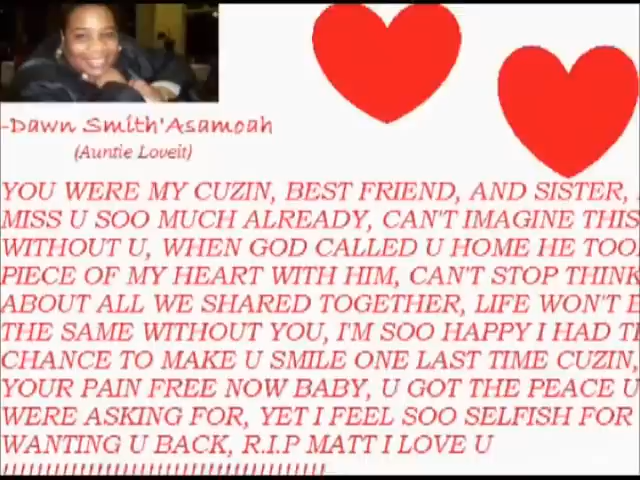 -Dawn Smith'Asamoah
(Auntie Loveit)
YOU WERE MY CUZIN, BEST FRIEND, AND SISTER,
MISS U SOO MUCH ALREADY, CAN'T IMAGINE THIS
WITHOUT U, WHEN GOD CALLED U HOME HE TOO
PIECE OF MY HEART WITH HIM, CAN'T STOP THINK
ABOUT ALL WE SHARED TOGETHER, LIFE WON'T
THE SAME WITHOUT YOU, I'M SOO HAPPY I HAD
CHANCE TO MAKE U SMILE ONE LAST TIME CUZIN,
YOUR PAIN FREE NOW BABY, U GOT THE PEACE U
WERE ASKING FOR, YET I FEEL SOO SELFISH FOR
WANTING U BACK, R.I.P MATT I LOVE U